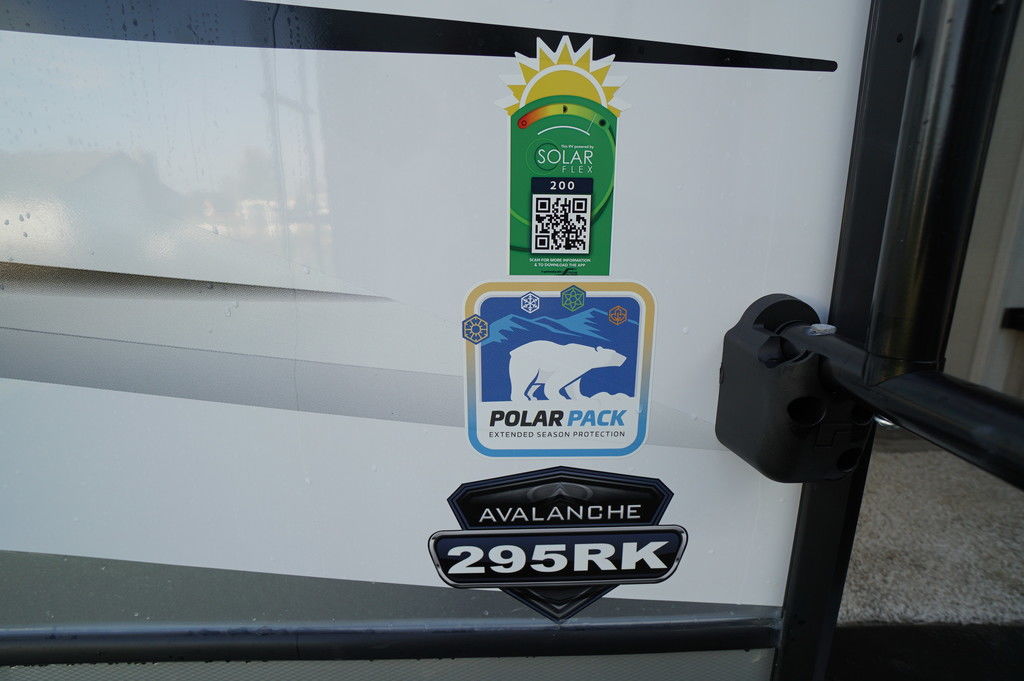 This RV powered by
SOLAR
FLEX
200
SCAN FOR MORE INFORMATION
& TO DOWNLOAD THE APP
POLAR PACK
EXTENDED SEASON PROTECTION
AVALANCHE
295RK